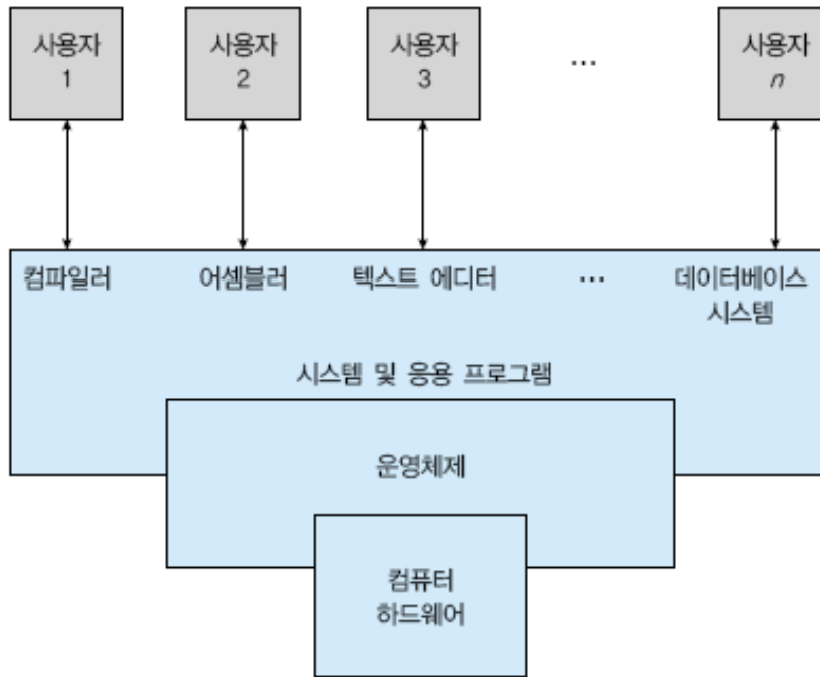 사용자
1
사용자
2
사용자
3
…
사용자
n
컴파일러
어셈블러
텍스트 에디터
…
데이터베이스
시스템
시스템 및 응용 프로그램
운영체제
컴퓨터
하드웨어